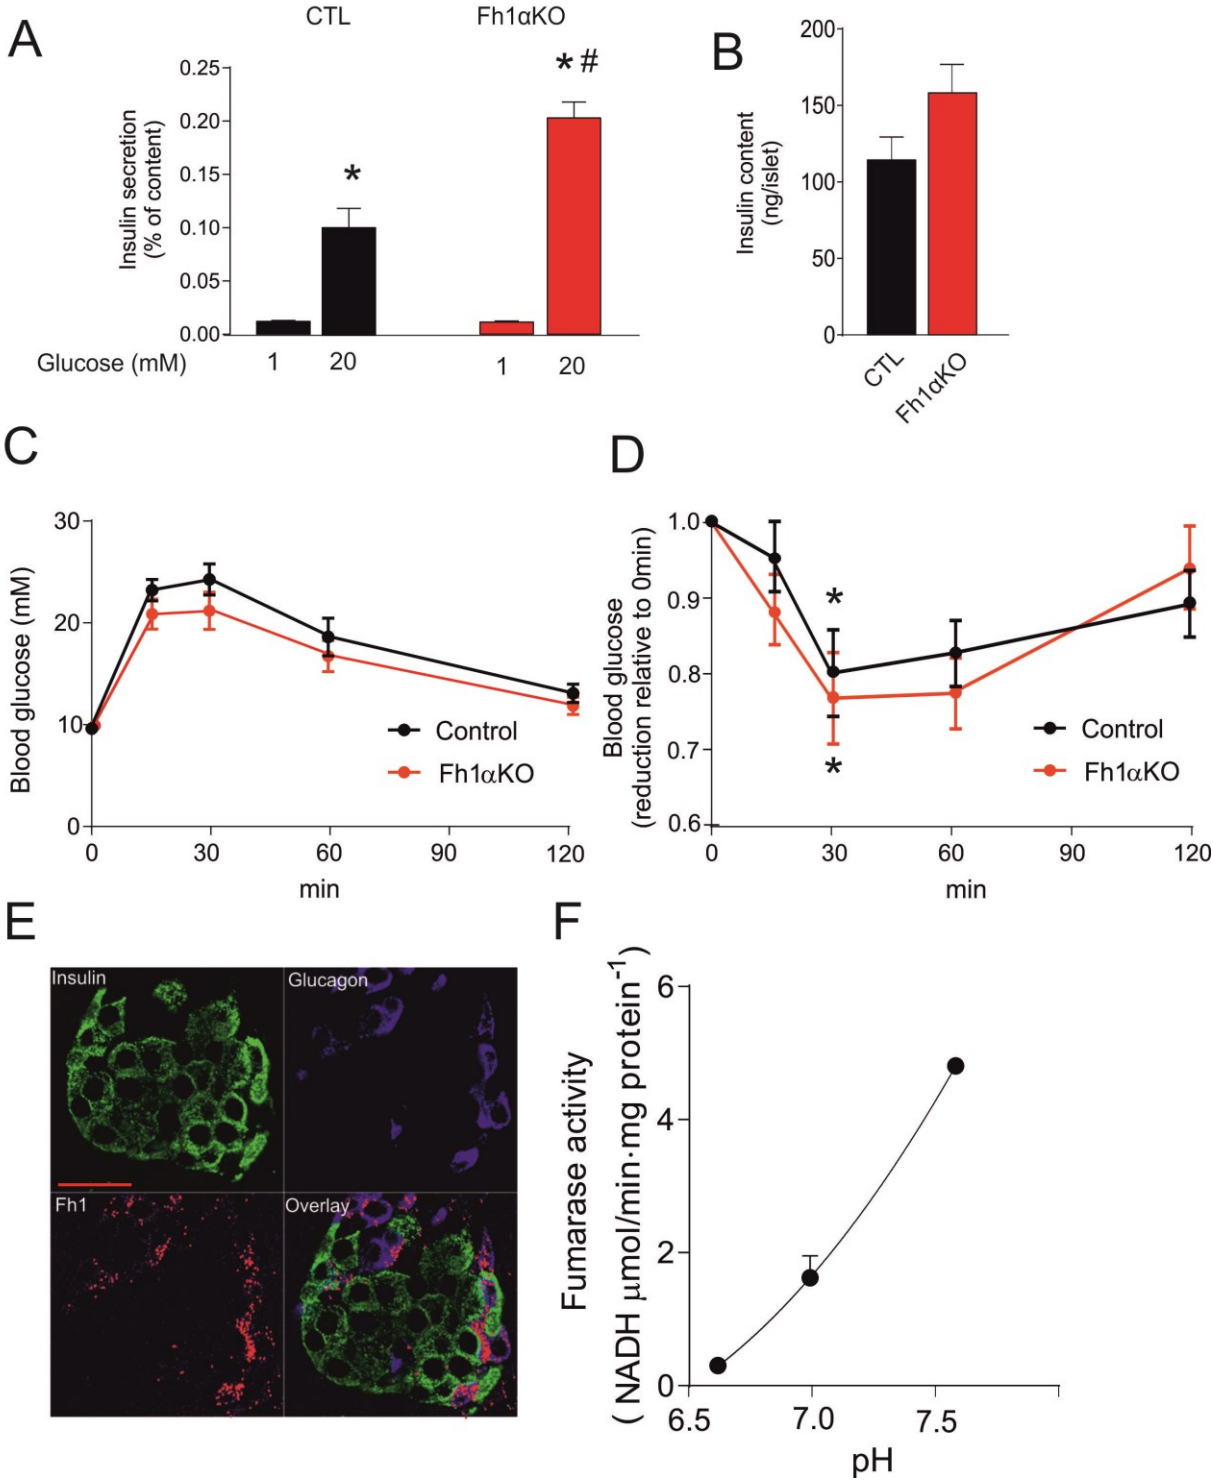 A
CTL
Fh1αKO
Insulin secretion
(% of content)
0.25
0.20
0.15
0.10
0.05
0.00
*
* #
Glucose (mM)
1
20
1
20
B
Insulin content
(ng/islet)
200
150
100
50
0
CTL
Fh1αKO
C
Blood glucose (mM)
30
20
10
0
Control
Fh1αKO
0
30
60
90
120
min
D
Blood glucose
(reduction relative to 0min)
1.0
0.9
0.8
0.7
0.6
*
*
Control
Fh1αKO
0
30
60
90
120
min
E
Insulin
Glucagon
Fh1
Overlay
F
Fumarase activity
( NADH μmol/min·mg protein⁻¹ )
6
4
2
0
6.5
7.0
7.5
pH